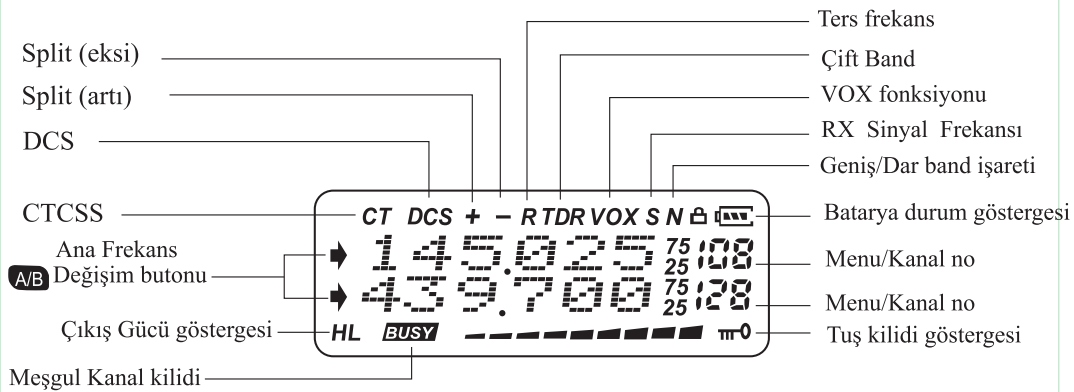 Ters frekans
Split (eksi)
Çift Band
Split (artı)
VOX fonksiyonu
DCS
RX Sinyal Frekansı
Geniş/Dar band işareti
CTCSS
CT DCS + - R TDR VOX S N
Batarya durum göstergesi
Ana Frekans
A/B Değişim butonu
145.025 75 25 108
Menu/Kanal no
439.700 75 25 128
Menu/Kanal no
Çıkış Gücü göstergesi
HL BUSY
Tuş kilidi göstergesi
Meşgul Kanal kilidi